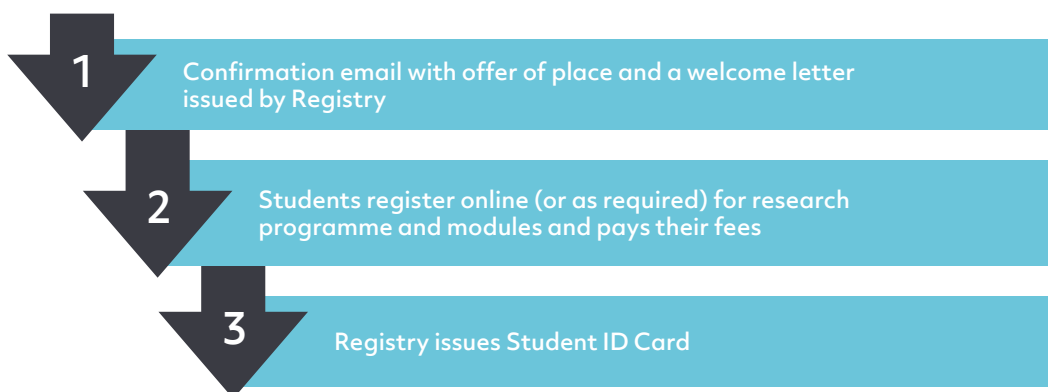 1
Confirmation email with offer of place and a welcome letter
issued by Registry
2
Students register online (or as required) for research
programme and modules and pays their fees
3
Registry issues Student ID Card